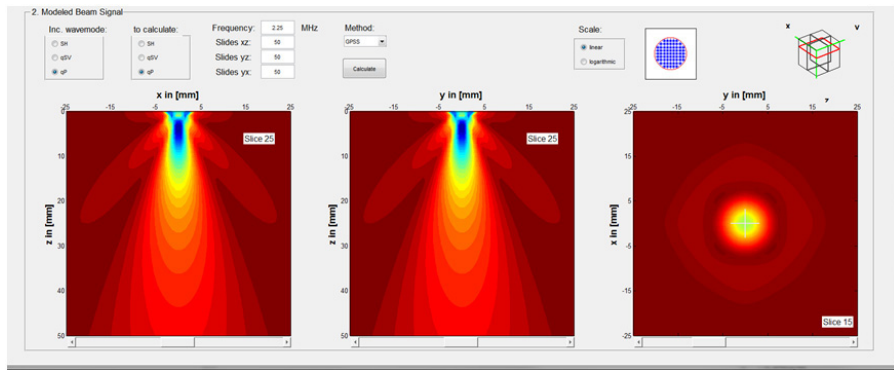 2. Modeled Beam Signal
Inc. wavemode:
SH
qSV
qP
to calculate:
SH
qSV
qP
Frequency: 2.25 MHz
Slides xz: 50
Slides yz: 50
Slides yx: 50
Method:
GPSS
Calculate
Scale:
linear
logarithmic
x
y
x in [mm]
-25 -15 -5 5 15 25
0
10
20
30
40
50
z in [mm]
Slice 25
y in [mm]
-25 -15 -5 5 15 25
0
10
20
30
40
50
z in [mm]
Slice 25
y in [mm]
-25 -15 -5 5 15 25
25
15
5
-5
-15
-25
x in [mm]
Slice 15